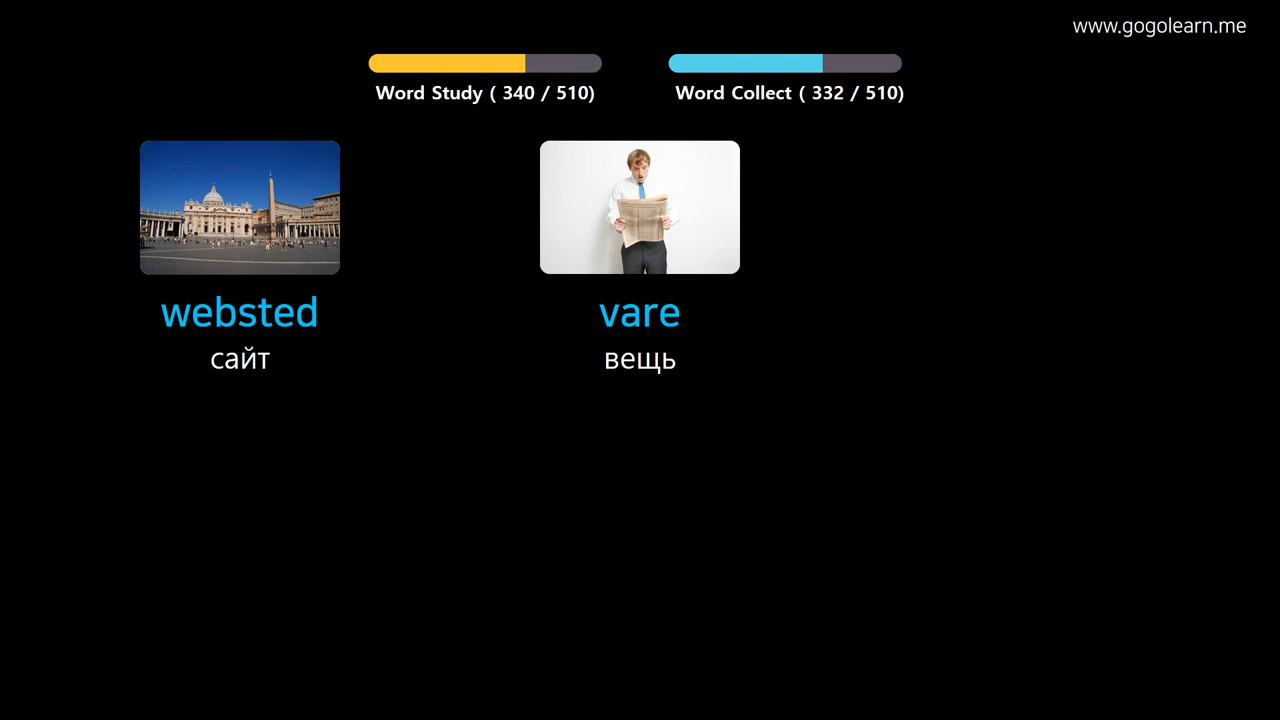 www.gogolearn.me
Word Study ( 340 / 510)
Word Collect ( 332 / 510)
websted
vare
сайт
вещь